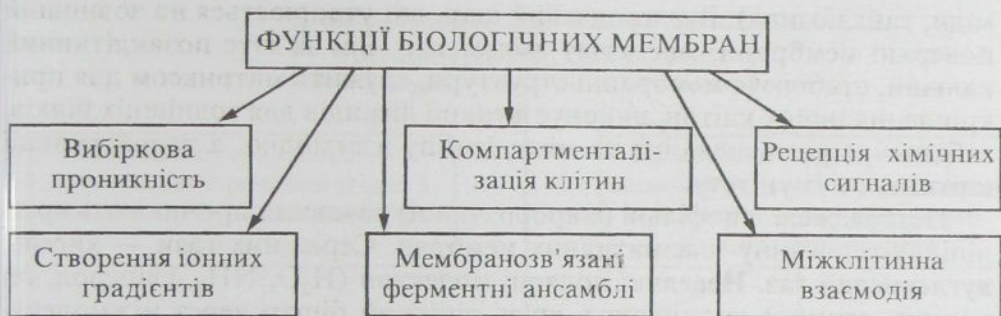 ФУНКЦІЇ БІОЛОГІЧНИХ МЕМБРАН
Вибіркова
проникність
Компарменталі-
зація клітин
Рецепція хімічних
сигналів
Створення іонних
градієнтів
Мембранозв'язані
ферментні ансамблі
Міжклітинна
взаємодія